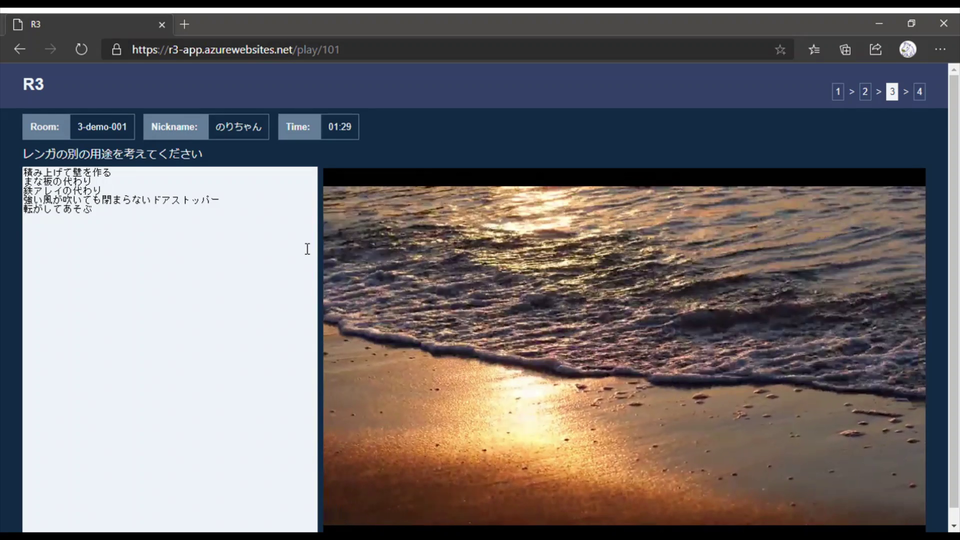 R3
https://r3-app.azurewebsites.net/play/101
R3
1 > 2 > 3 > 4
Room: 3-demo-001 Nickname: のりちゃん Time: 01:29
レンガの別の用途を考えてください
積み上げて壁を作る
まな板の代わり
鉄アレイの代わり
強い風が吹いても閉まらないドアストッパー
転がしてあそぶ